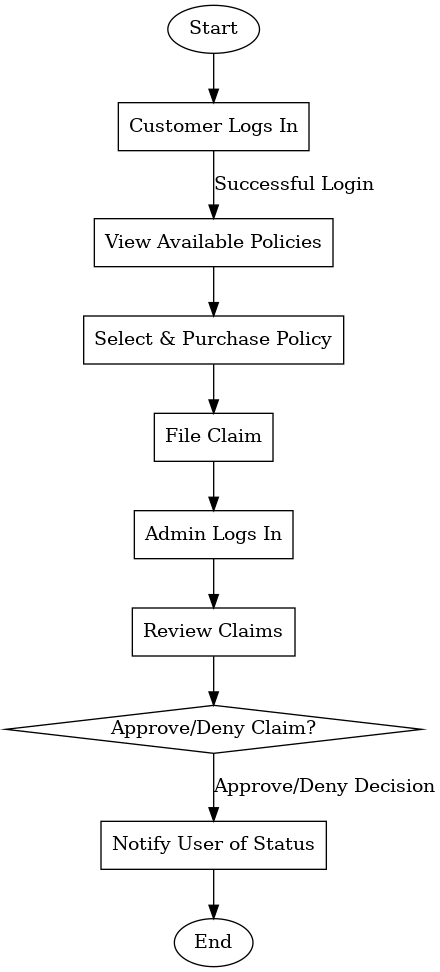 Start
Customer Logs In
Successful Login
View Available Policies
Select & Purchase Policy
File Claim
Admin Logs In
Review Claims
Approve/Deny Claim?
Approve/Deny Decision
Notify User of Status
End